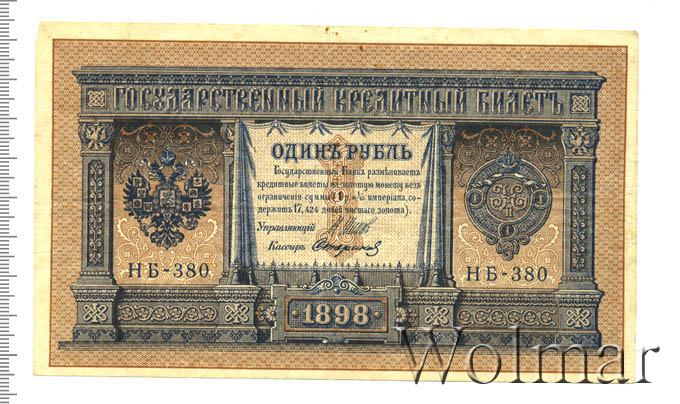 ГОСУДАРСТВЕННЫЙ КРЕДИТНЫЙ БИЛЕТЪ
ОДИНЪ РУБЛЬ
Государственный Банкъ размѣниваетъ
кредитные билеты на золотую монету безъ
ограниченія суммы (1 р. = 1/15 имперіала, со-
держитъ 17,424 долей чистаго золота).
Управляющій
Кассиръ
НБ-380.
НБ-380.
1898
Wolmar